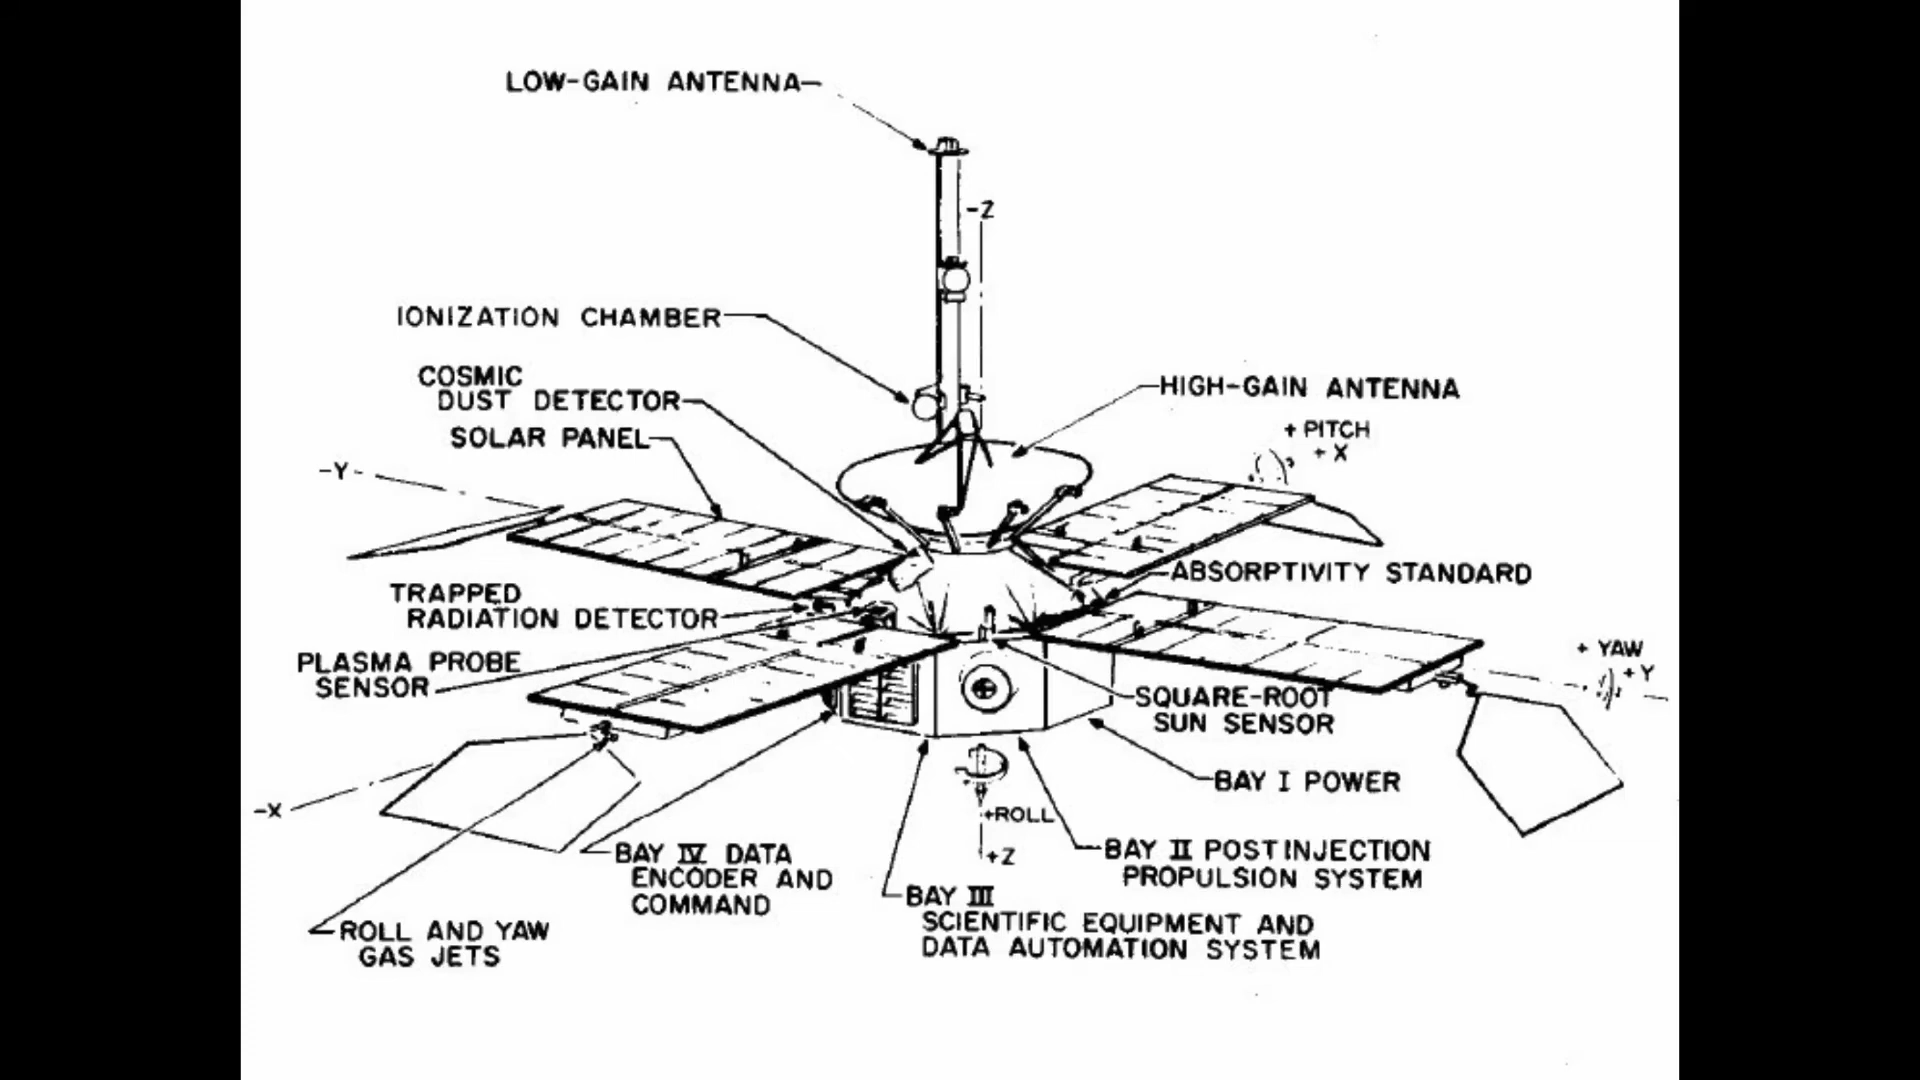 LOW-GAIN ANTENNA
-Z
IONIZATION CHAMBER
COSMIC
DUST DETECTOR
SOLAR PANEL
-Y
HIGH-GAIN ANTENNA
+ PITCH
+ X
ABSORPTIVITY STANDARD
TRAPPED
RADIATION DETECTOR
PLASMA PROBE
SENSOR
+ YAW
+Y
SQUARE-ROOT
SUN SENSOR
BAY I POWER
-X
+ROLL
+Z
BAY II POST INJECTION
PROPULSION SYSTEM
BAY IV DATA
ENCODER AND
COMMAND
BAY III
SCIENTIFIC EQUIPMENT AND
DATA AUTOMATION SYSTEM
ROLL AND YAW
GAS JETS